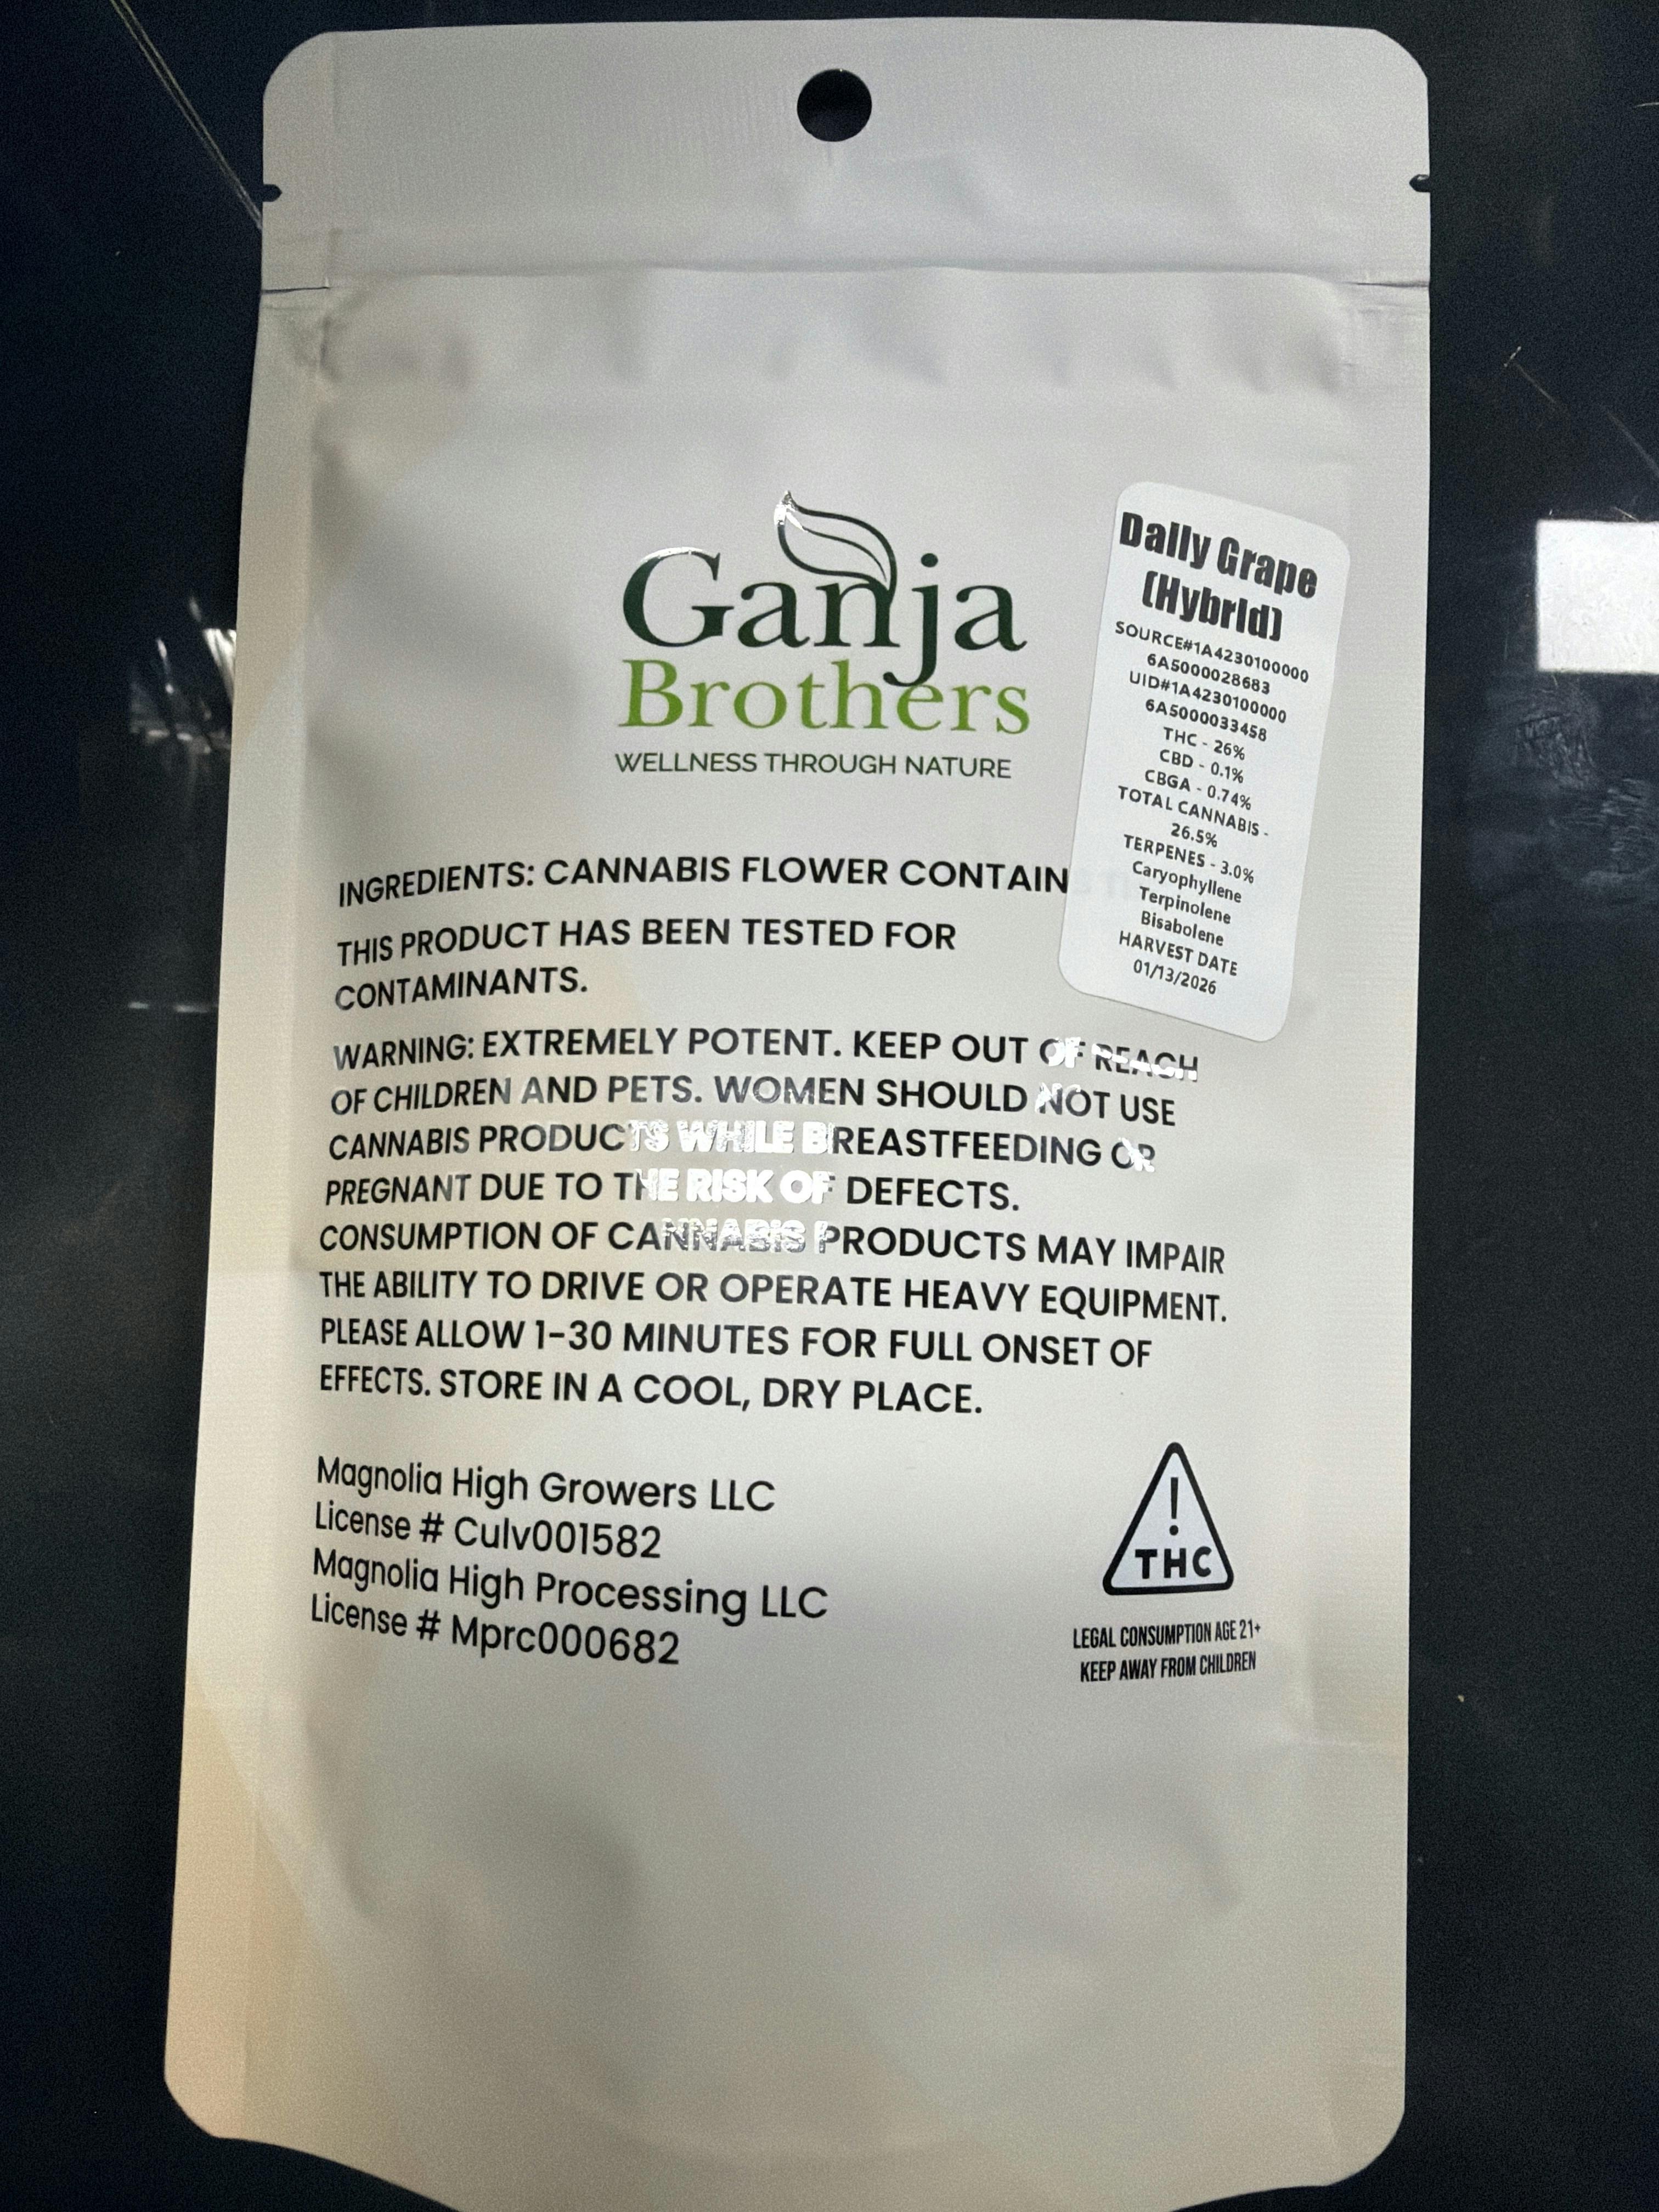 Ganja
Brothers
WELLNESS THROUGH NATURE
Dally Grape
(Hybrid)
SOURCE#1A4230100000
6A5000028683
UID#1A4230100000
6A5000033458
THC - 26%
CBD - 0.1%
CBGA - 0.74%
TOTAL CANNABIS -
26.5%
TERPENES - 3.0%
Caryophyllene
Terpinolene
Bisabolene
HARVEST DATE
01/13/2026
INGREDIENTS: CANNABIS FLOWER CONTAIN
THIS PRODUCT HAS BEEN TESTED FOR
CONTAMINANTS.
WARNING: EXTREMELY POTENT. KEEP OUT OF REACH
OF CHILDREN AND PETS. WOMEN SHOULD NOT USE
CANNABIS PRODUCTS WHILE BREASTFEEDING OR
PREGNANT DUE TO THE RISK OF DEFECTS.
CONSUMPTION OF CANNABIS PRODUCTS MAY IMPAIR
THE ABILITY TO DRIVE OR OPERATE HEAVY EQUIPMENT.
PLEASE ALLOW 1-30 MINUTES FOR FULL ONSET OF
EFFECTS. STORE IN A COOL, DRY PLACE.
Magnolia High Growers LLC
License # Culv001582
Magnolia High Processing LLC
License # Mprc000682
!
THC
LEGAL CONSUMPTION AGE 21+
KEEP AWAY FROM CHILDREN